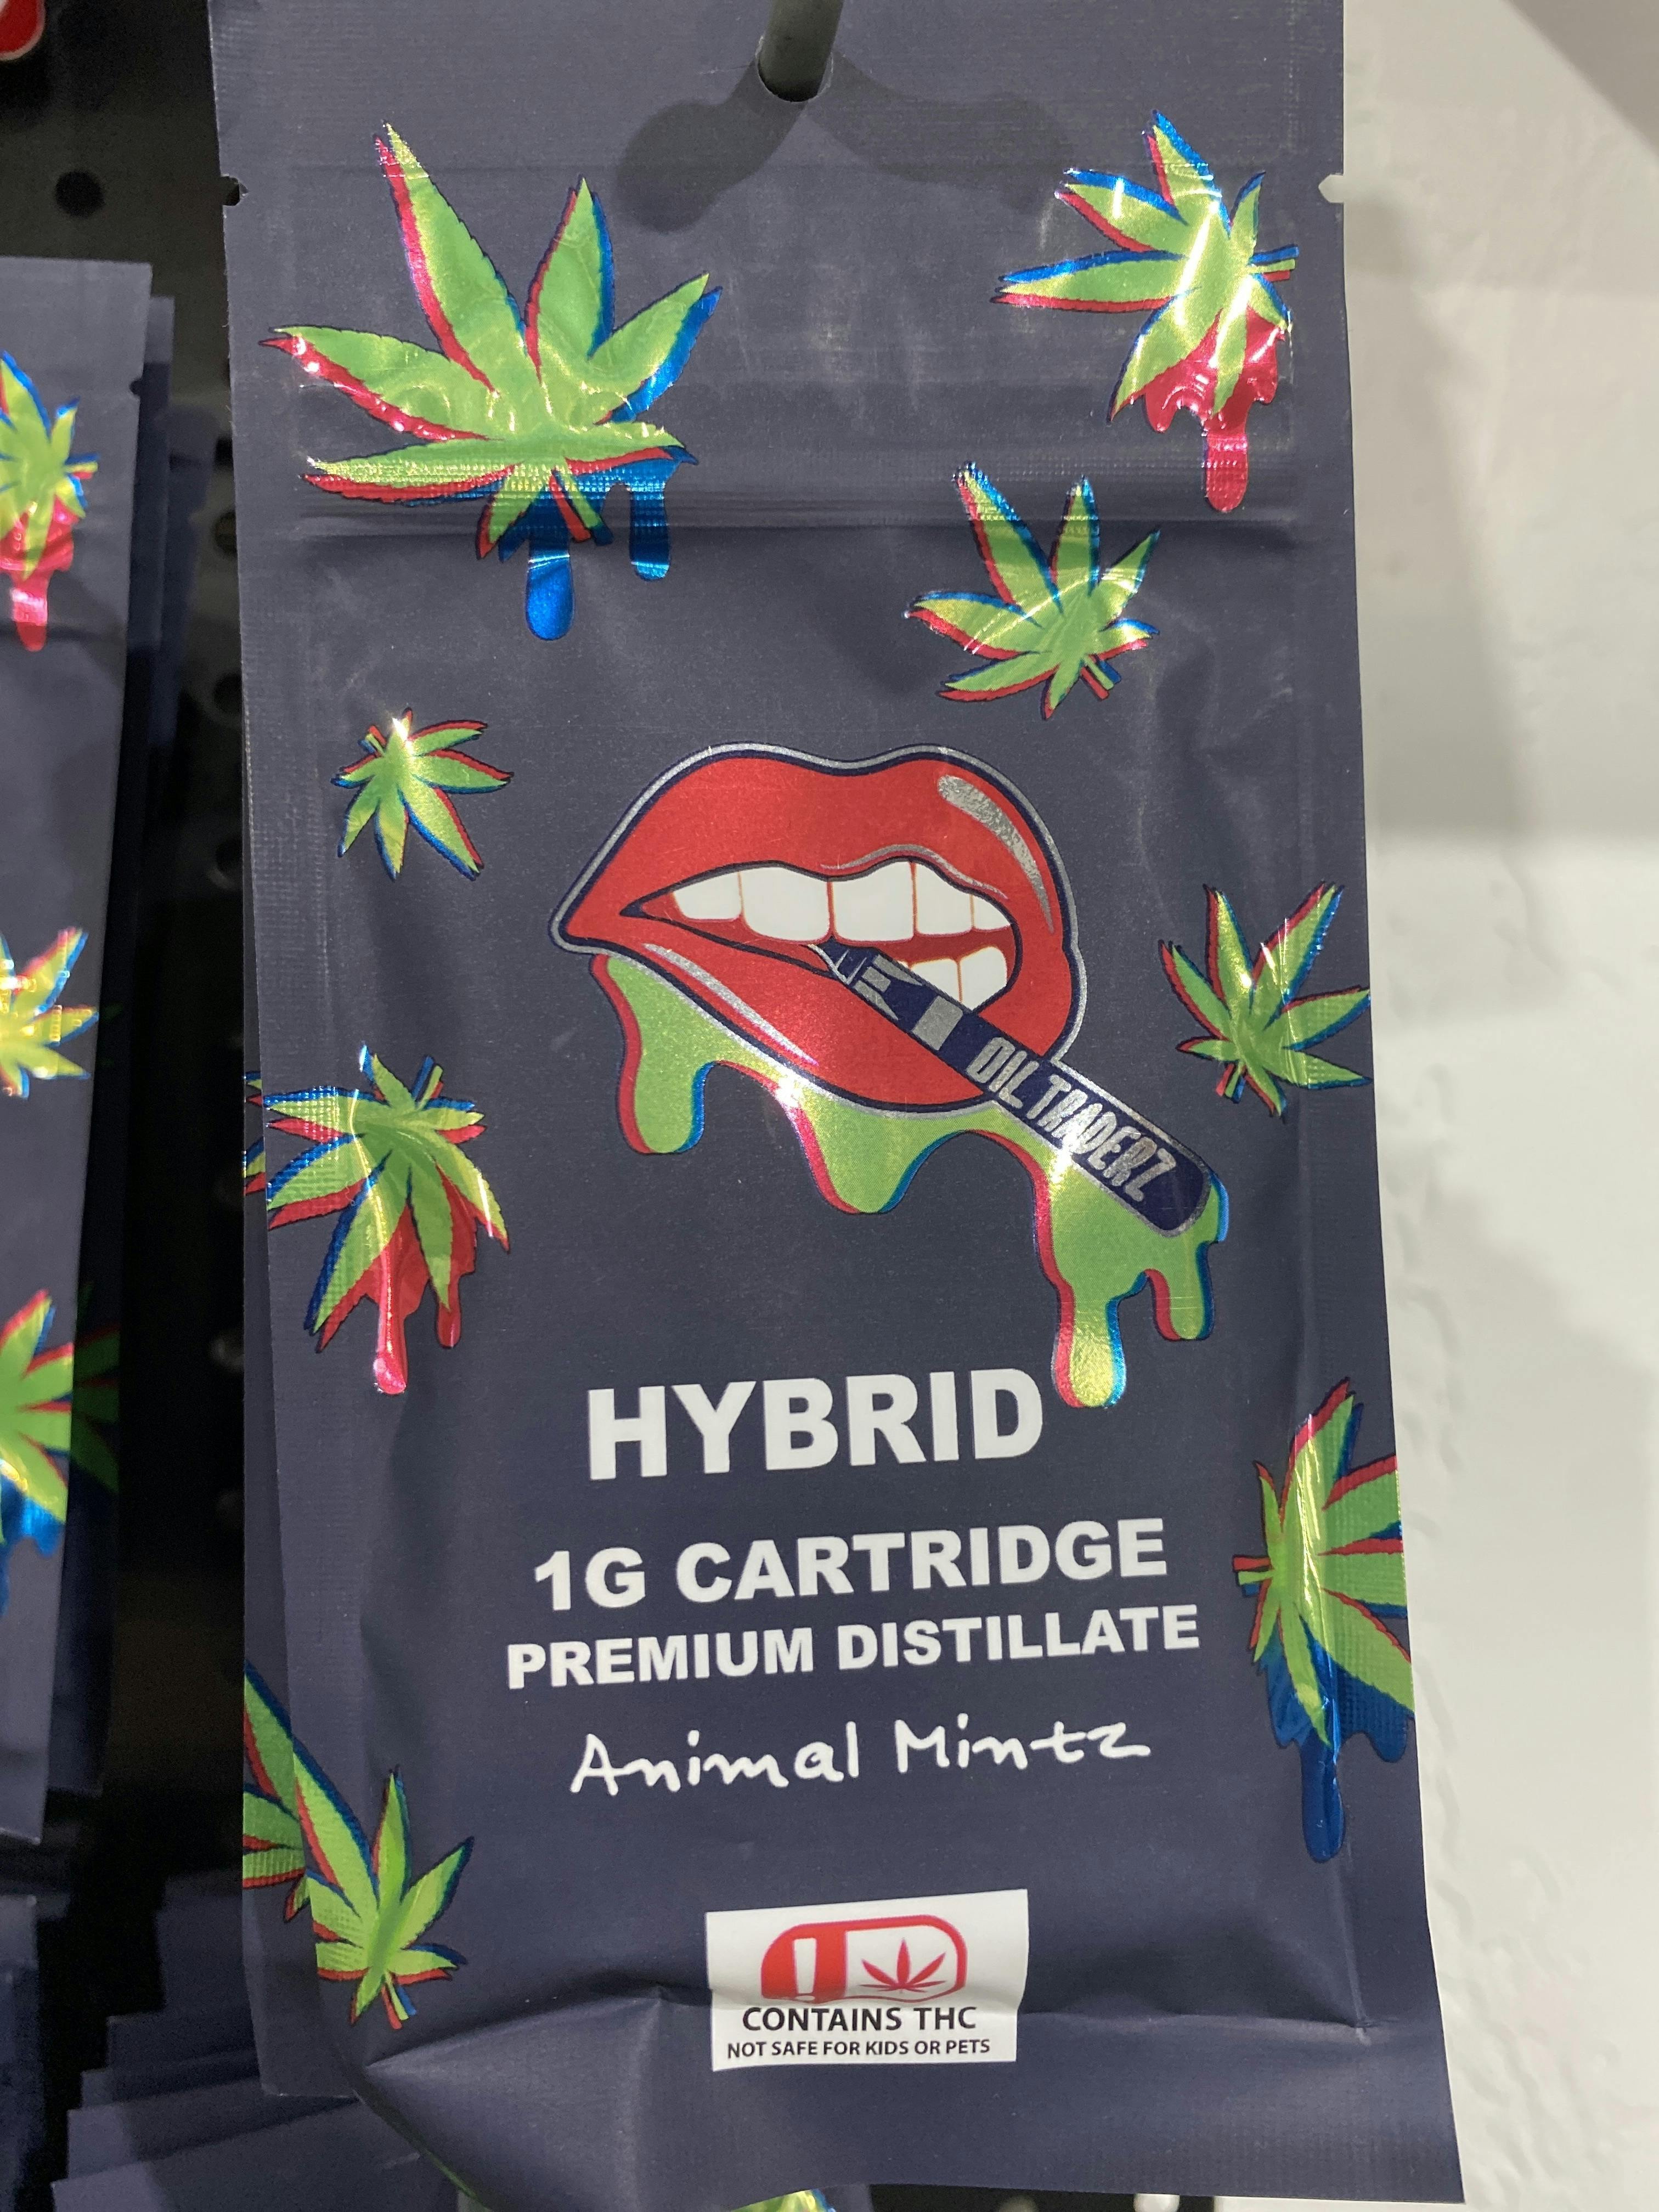 OIL TRADERZ
HYBRID
1G CARTRIDGE
PREMIUM DISTILLATE
Animal Mintz
!
CONTAINS THC
NOT SAFE FOR KIDS OR PETS